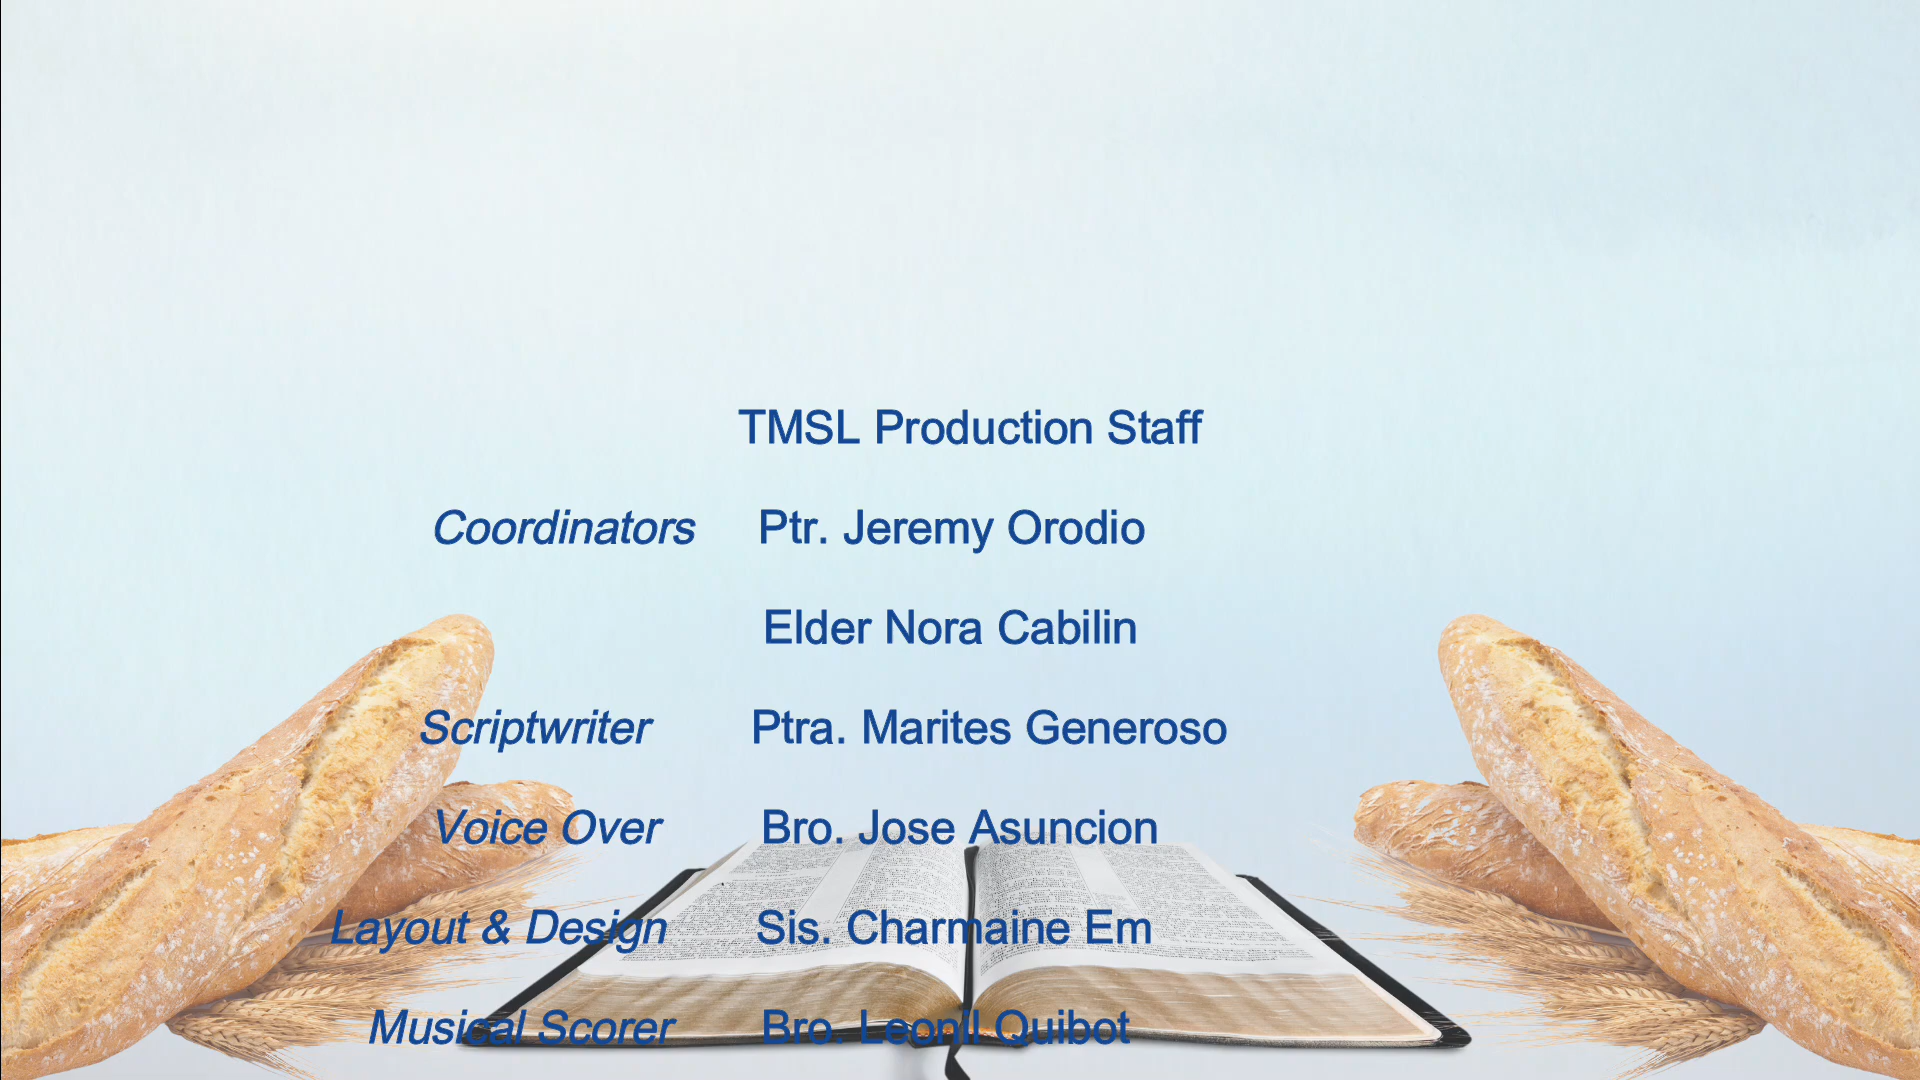 TMSL Production Staff
Coordinators Ptr. Jeremy Orodio
Elder Nora Cabilin
Scriptwriter Ptra. Marites Generoso
Voice Over Bro. Jose Asuncion
Layout & Design Sis. Charmaine Em
Musical Scorer Bro. Leonil Quibot